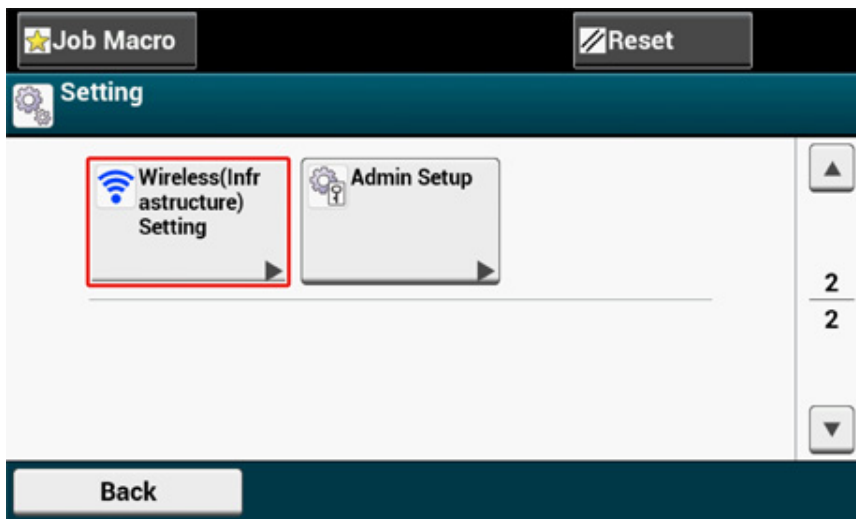 Job Macro
Reset
Setting
Wireless(Infr
astructure)
Setting
Admin Setup
2
2
Back